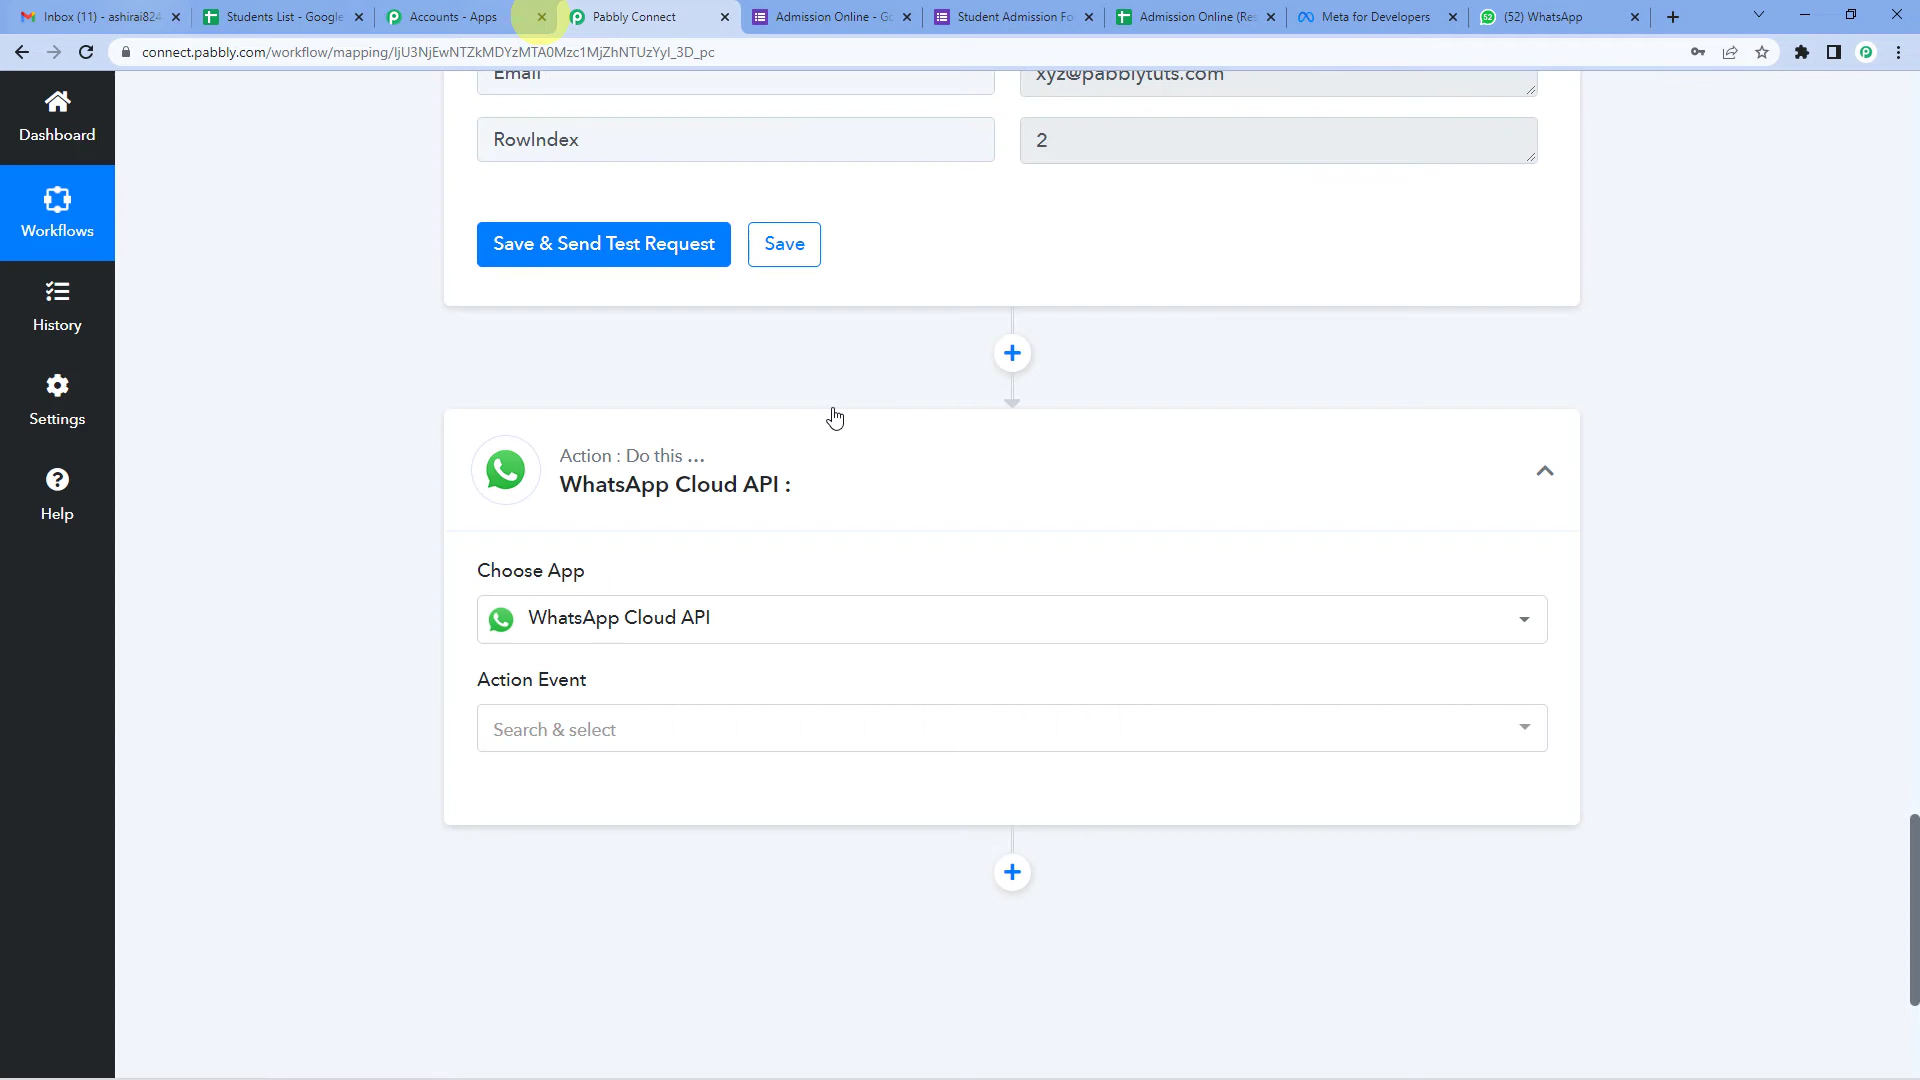 Inbox (11) - ashirai824
Students List - Google
Accounts - Apps
Pabbly Connect
Admission Online - Go
Student Admission Fo
Admission Online (Res
Meta for Developers
(52) WhatsApp
connect.pabbly.com/workflow/mapping/IjU3NjEwNTZkMDYzMTA0Mzc1MjZhNTUzYyI_3D_pc
Dashboard
Workflows
History
Settings
Help
Email
xyz@pabblytuts.com
RowIndex
2
Save & Send Test Request
Save
Action : Do this ...
WhatsApp Cloud API :
Choose App
WhatsApp Cloud API
Action Event
Search & select